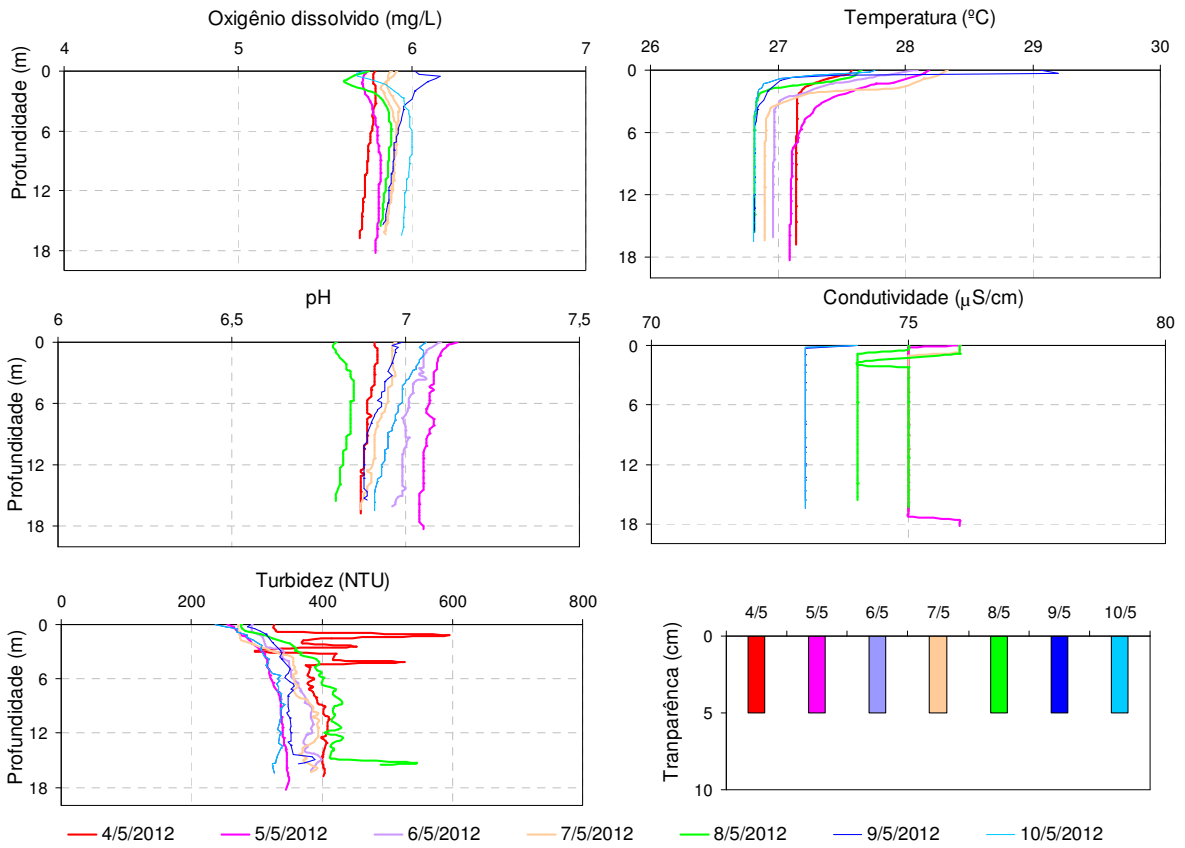 Oxigênio dissolvido (mg/L)
4 5 6 7
Profundidade (m)
0
6
12
18
Temperatura (ºC)
26 27 28 29 30
0
6
12
18
pH
6 6,5 7 7,5
Profundidade (m)
0
6
12
18
Condutividade (µS/cm)
70 75 80
0
6
12
18
Turbidez (NTU)
0 200 400 600 800
Profundidade (m)
0
6
12
18
4/5 5/5 6/5 7/5 8/5 9/5 10/5
Tranparênca (cm)
0
5
10
4/5/2012 5/5/2012 6/5/2012 7/5/2012 8/5/2012 9/5/2012 10/5/2012